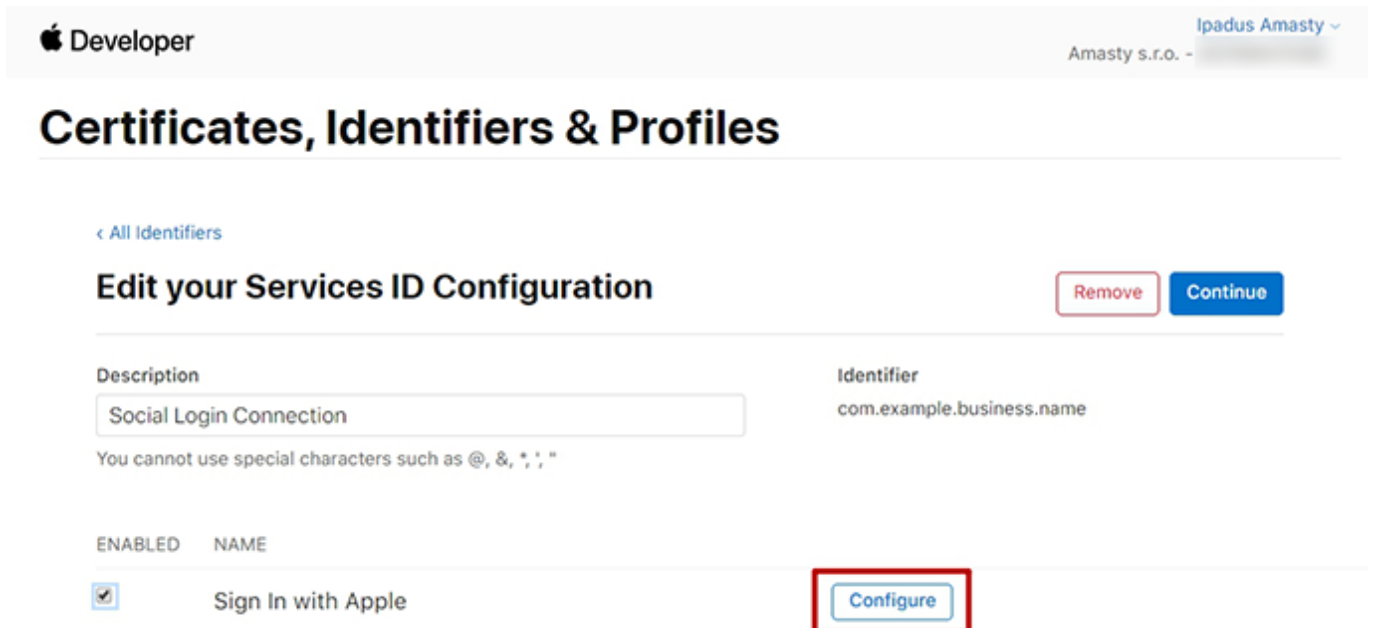 Developer
Ipadus Amasty
Amasty s.r.o. -
Certificates, Identifiers & Profiles
‹ All Identifiers
Edit your Services ID Configuration
Remove
Continue
Description
Identifier
Social Login Connection
com.example.business.name
You cannot use special characters such as @, &, *, ', "
ENABLED NAME
Sign In with Apple
Configure